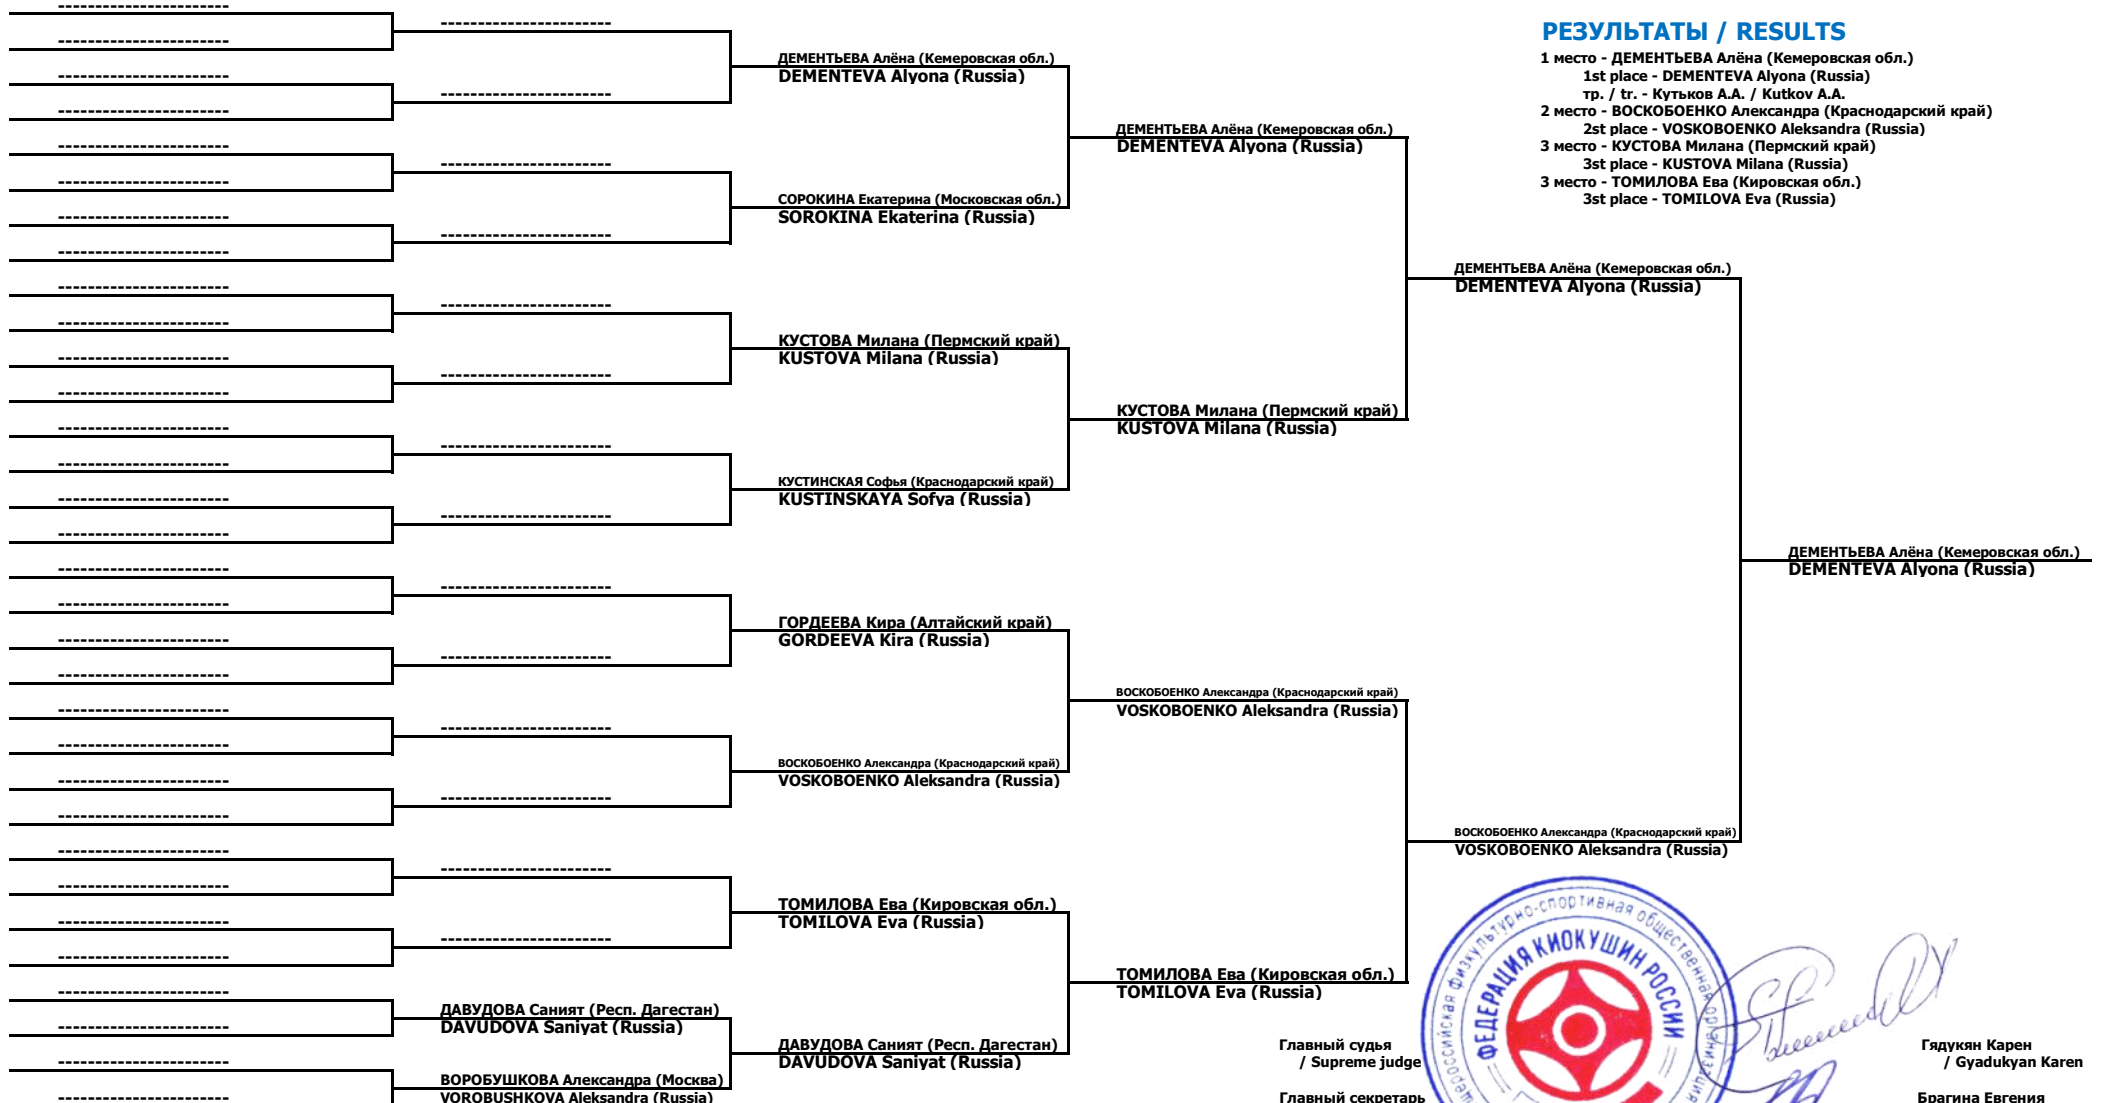 РЕЗУЛЬТАТЫ / RESULTS
1 место - ДЕМЕНТЬЕВА Алёна (Кемеровская обл.)
1st place - DEMENTEVA Alyona (Russia)
тр. / tr. - Кутьков А.А. / Kutkov A.A.
2 место - ВОСКОБОЕНКО Александра (Краснодарский край)
2st place - VOSKOBOENKO Aleksandra (Russia)
3 место - КУСТОВА Милана (Пермский край)
3st place - KUSTOVA Milana (Russia)
3 место - ТОМИЛОВА Ева (Кировская обл.)
3st place - TOMILOVA Eva (Russia)
ДАВУДОВА Саният (Респ. Дагестан)
DAVUDOVA Saniyat (Russia)
ВОРОБУШКОВА Александра (Москва)
VOROBUSHKOVA Aleksandra (Russia)
ДЕМЕНТЬЕВА Алёна (Кемеровская обл.)
DEMENTEVA Alyona (Russia)
СОРОКИНА Екатерина (Московская обл.)
SOROKINA Ekaterina (Russia)
КУСТОВА Милана (Пермский край)
KUSTOVA Milana (Russia)
КУСТИНСКАЯ Софья (Краснодарский край)
KUSTINSKAYA Sofya (Russia)
ГОРДЕЕВА Кира (Алтайский край)
GORDEEVA Kira (Russia)
ВОСКОБОЕНКО Александра (Краснодарский край)
VOSKOBOENKO Aleksandra (Russia)
ТОМИЛОВА Ева (Кировская обл.)
TOMILOVA Eva (Russia)
ДАВУДОВА Саният (Респ. Дагестан)
DAVUDOVA Saniyat (Russia)
ДЕМЕНТЬЕВА Алёна (Кемеровская обл.)
DEMENTEVA Alyona (Russia)
КУСТОВА Милана (Пермский край)
KUSTOVA Milana (Russia)
ВОСКОБОЕНКО Александра (Краснодарский край)
VOSKOBOENKO Aleksandra (Russia)
ТОМИЛОВА Ева (Кировская обл.)
TOMILOVA Eva (Russia)
ДЕМЕНТЬЕВА Алёна (Кемеровская обл.)
DEMENTEVA Alyona (Russia)
ВОСКОБОЕНКО Александра (Краснодарский край)
VOSKOBOENKO Aleksandra (Russia)
ДЕМЕНТЬЕВА Алёна (Кемеровская обл.)
DEMENTEVA Alyona (Russia)
физкультурно-спортивная общественная организация
ФЕДЕРАЦИЯ КИОКУШИН РОССИИ
Главный судья
/ Supreme judge
Гядукян Карен
/ Gyadukyan Karen
Главный секретарь
Брагина Евгения